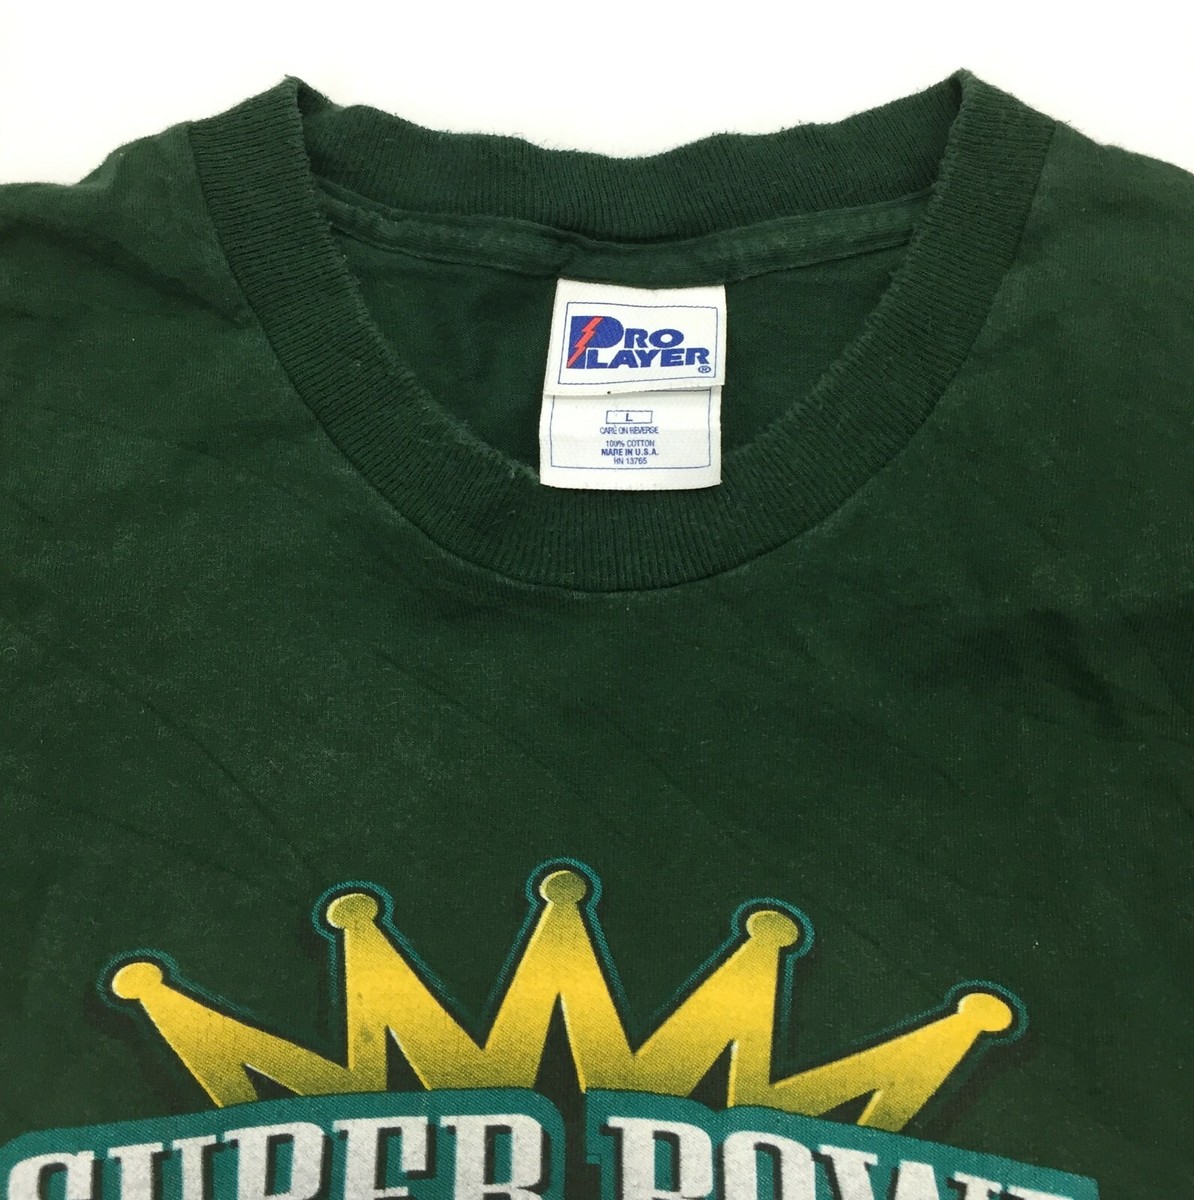 PRO
PLAYER®
L
CARE ON REVERSE
100% COTTON
MADE IN U.S.A.
RN 13765
SUPER BOWL